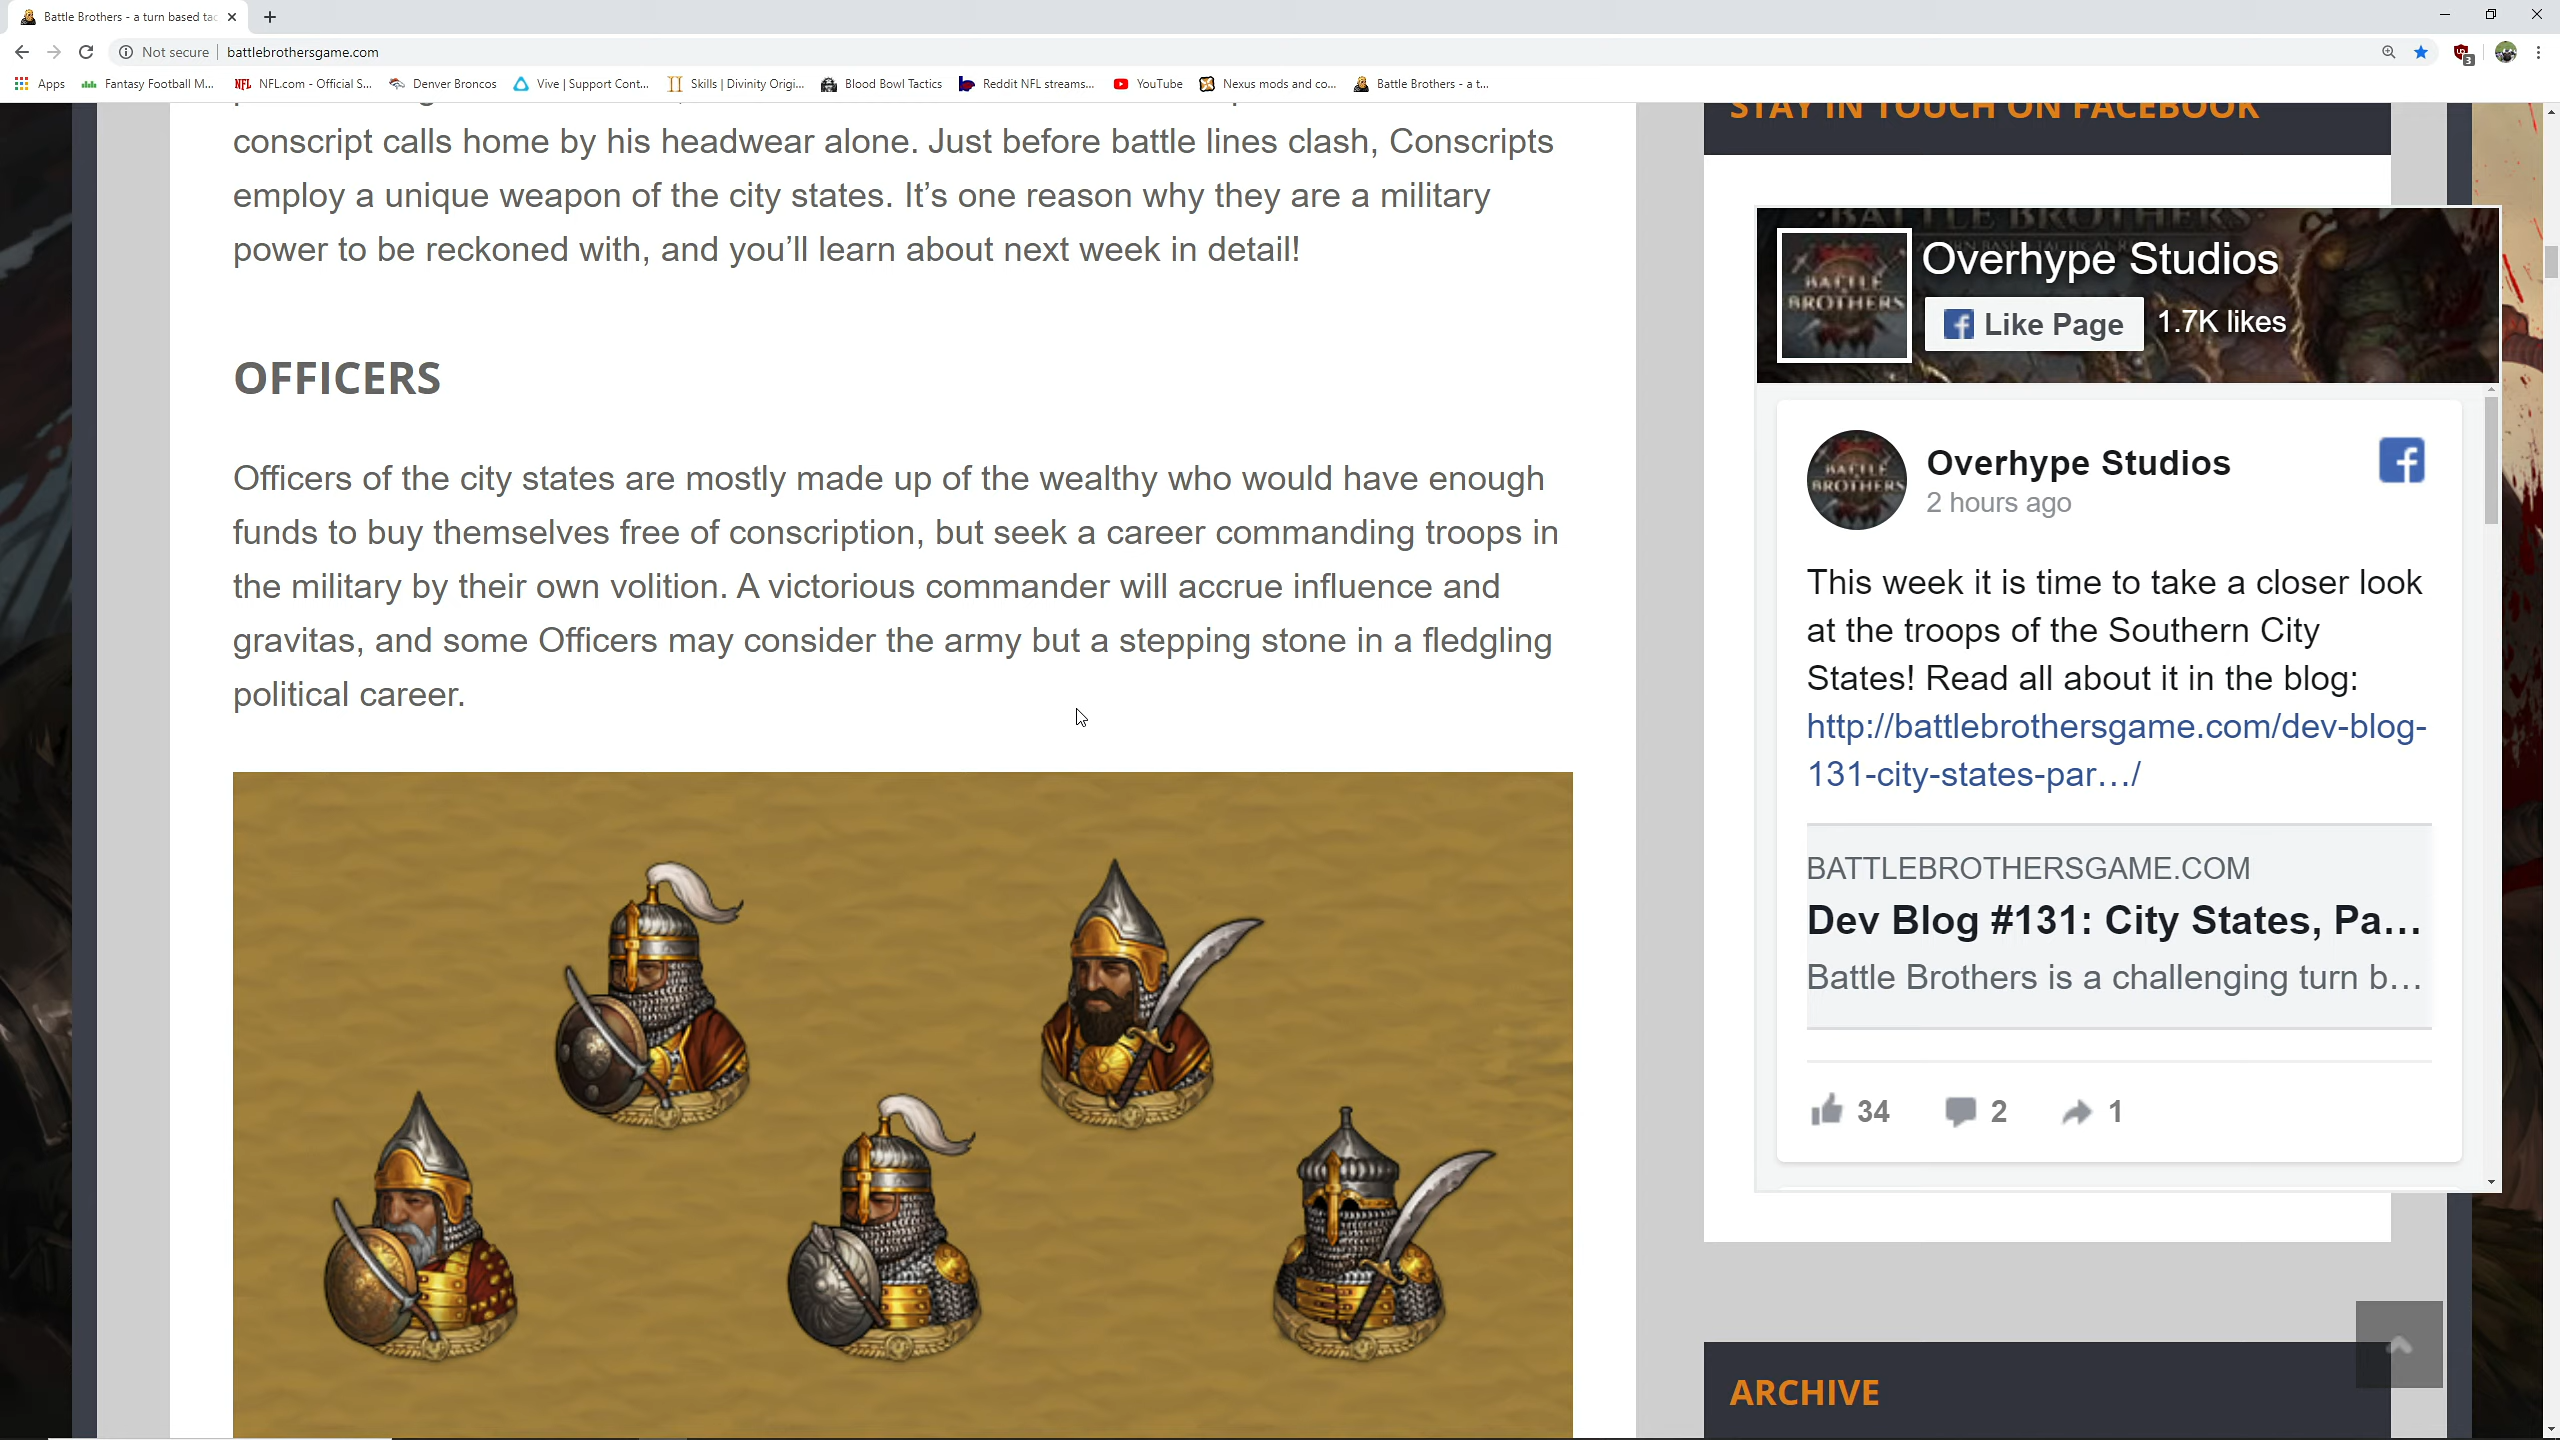 Battle Brothers - a turn based tac
Not secure
battlebrothersgame.com
3
Apps
Fantasy Football M...
NFL.com - Official S...
Denver Broncos
Vive | Support Cont...
Skills | Divinity Origi...
Blood Bowl Tactics
Reddit NFL streams...
YouTube
Nexus mods and co...
Battle Brothers - a t...
conscript calls home by his headwear alone. Just before battle lines clash, Conscripts
employ a unique weapon of the city states. It’s one reason why they are a military
power to be reckoned with, and you’ll learn about next week in detail!
OFFICERS
Officers of the city states are mostly made up of the wealthy who would have enough
funds to buy themselves free of conscription, but seek a career commanding troops in
the military by their own volition. A victorious commander will accrue influence and
gravitas, and some Officers may consider the army but a stepping stone in a fledgling
political career.
STAY IN TOUCH ON FACEBOOK
BATTLE BROTHERS
BATTLE
BROTHERS
Overhype Studios
Like Page
1.7K likes
BATTLE
BROTHERS
Overhype Studios
2 hours ago
This week it is time to take a closer look
at the troops of the Southern City
States! Read all about it in the blog:
http://battlebrothersgame.com/dev-blog-
131-city-states-par…/
BATTLEBROTHERSGAME.COM
Dev Blog #131: City States, Pa...
Battle Brothers is a challenging turn b...
34
2
1
ARCHIVE